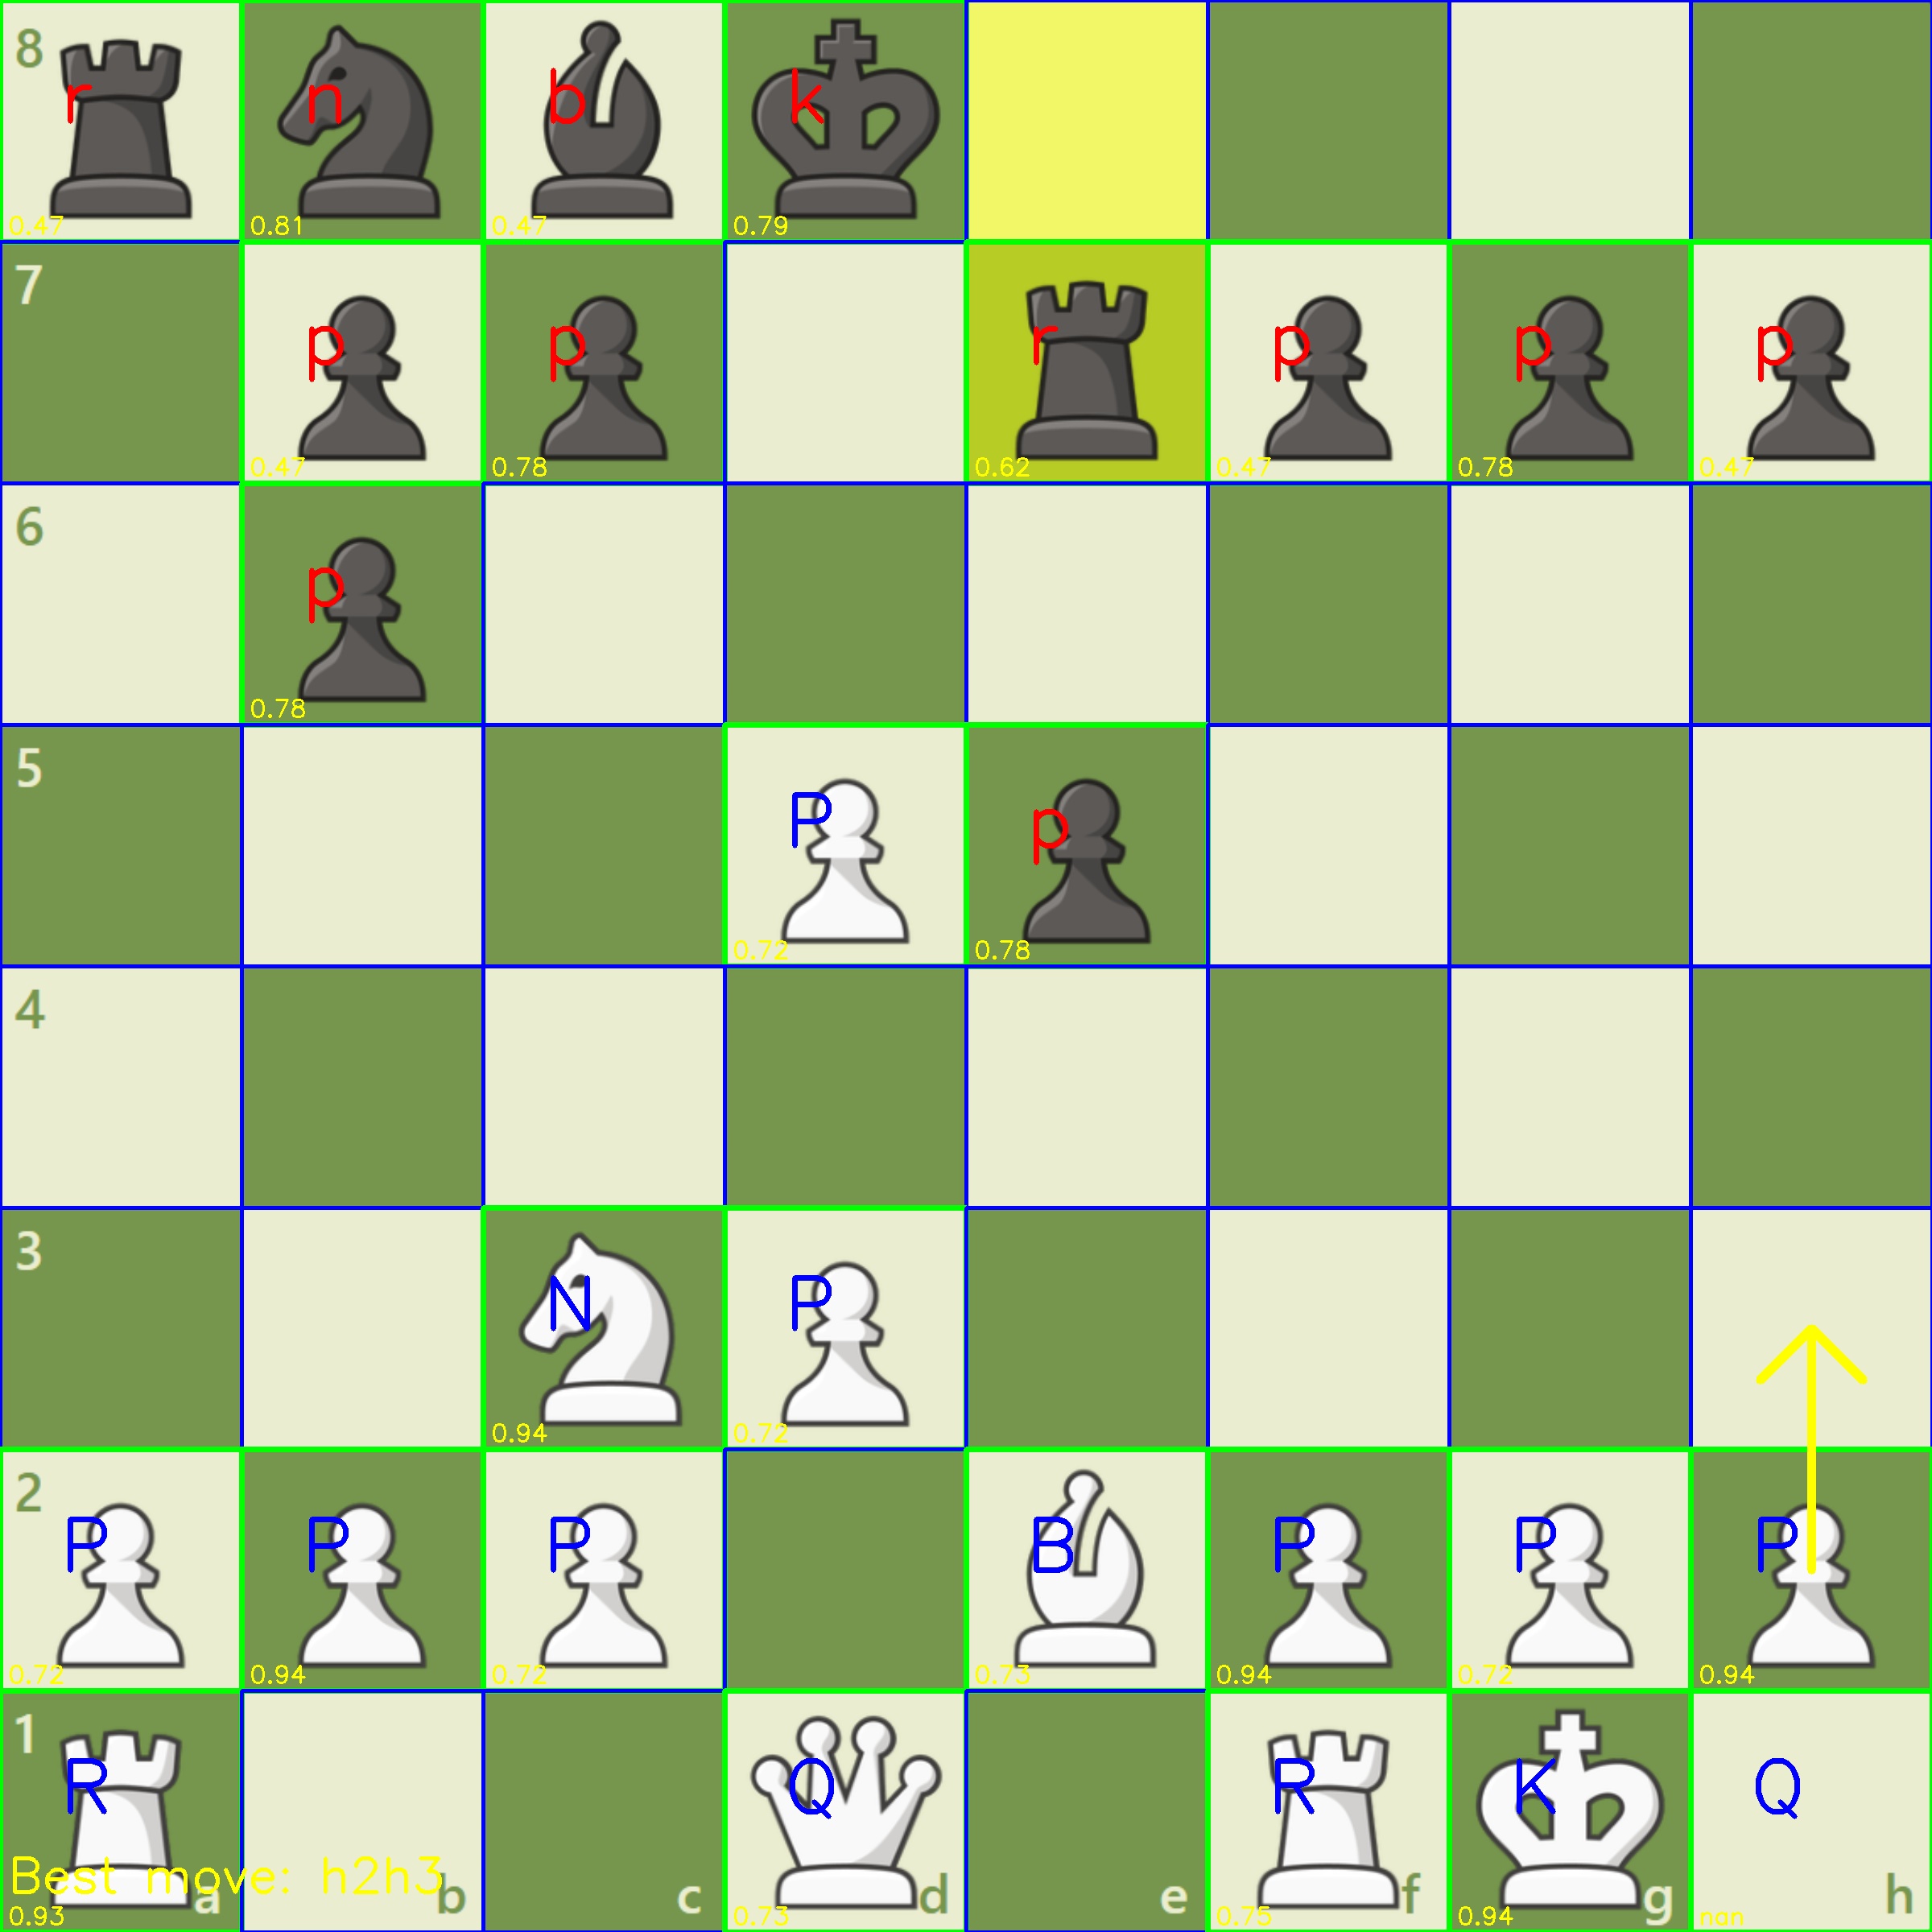 8 r n b k
0.47 0.81 0.47 0.79
7 p p r p p p
0.47 0.78 0.62 0.47 0.78 0.47
6 p
0.78
5 P p
0.72 0.78
4
3 N P
0.94 0.72
2 P P P B P P P
0.72 0.94 0.72 0.73 0.94 0.72 0.94
1 R Q R K Q
Best move: h2h3
a b c d e f g h
0.93 0.73 0.75 0.94 nan